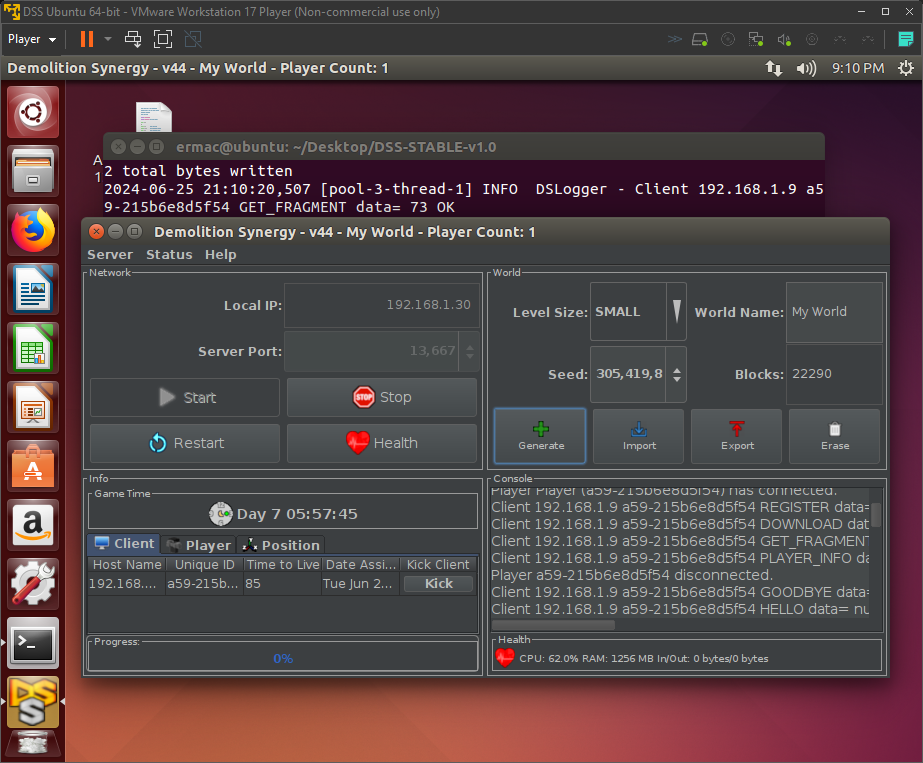 DSS Ubuntu 64-bit - VMware Workstation 17 Player (Non-commercial use only)
Player
Demolition Synergy - v44 - My World - Player Count: 1
9:10 PM
ermac@ubuntu: ~/Desktop/DSS-STABLE-v1.0
A
1
2 total bytes written
2024-06-25 21:10:20,507 [pool-3-thread-1] INFO  DSLogger - Client 192.168.1.9 a5
9-215b6e8d5f54 GET_FRAGMENT data= 73 OK
Demolition Synergy - v44 - My World - Player Count: 1
Server Status Help
Network
Local IP: 192.168.1.30
Server Port: 13,667
Start
STOP Stop
Restart
Health
World
Level Size: SMALL World Name: My World
Seed: 305,419,8 Blocks: 22290
Generate Import Export Erase
Info
Game Time
Day 7 05:57:45
Client Player Position
Host Name Unique ID Time to Live Date Assi... Kick Client
192.168.... a59-215b... 85 Tue Jun 2... Kick
Progress:
0%
Console
Player Player (a59-215b6e8d5f54) has connected.
Client 192.168.1.9 a59-215b6e8d5f54 REGISTER data=
Client 192.168.1.9 a59-215b6e8d5f54 DOWNLOAD dat
Client 192.168.1.9 a59-215b6e8d5f54 GET_FRAGMENT
Client 192.168.1.9 a59-215b6e8d5f54 PLAYER_INFO da
Player a59-215b6e8d5f54 disconnected.
Client 192.168.1.9 a59-215b6e8d5f54 GOODBYE data=
Client 192.168.1.9 a59-215b6e8d5f54 HELLO data= nu
Health
CPU: 62.0% RAM: 1256 MB In/Out: 0 bytes/0 bytes
DSS